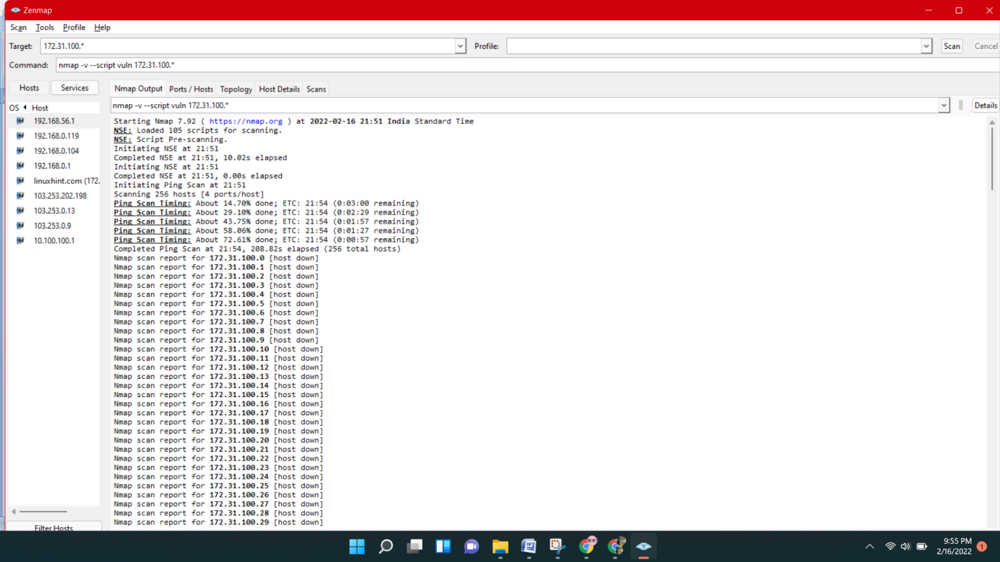 Zenmap
Scan Tools Profile Help
Target: 172.31.100.* Profile: Scan Cancel
Command: nmap -v --script vuln 172.31.100.*
Hosts Services Nmap Output Ports / Hosts Topology Host Details Scans
OS Host
nmap -v --script vuln 172.31.100.* Details
192.168.56.1
192.168.0.119
192.168.0.104
192.168.0.1
linuxhint.com (172.
103.253.202.198
103.253.0.13
103.253.0.9
10.100.100.1
Filter Hosts
Starting Nmap 7.92 ( https://nmap.org ) at 2022-02-16 21:51 India Standard Time
NSE: Loaded 105 scripts for scanning.
NSE: Script Pre-scanning.
Initiating NSE at 21:51
Completed NSE at 21:51, 10.02s elapsed
Initiating NSE at 21:51
Completed NSE at 21:51, 0.00s elapsed
Initiating Ping Scan at 21:51
Scanning 256 hosts [4 ports/host]
Ping Scan Timing: About 14.70% done; ETC: 21:54 (0:03:00 remaining)
Ping Scan Timing: About 29.10% done; ETC: 21:54 (0:02:29 remaining)
Ping Scan Timing: About 43.75% done; ETC: 21:54 (0:01:57 remaining)
Ping Scan Timing: About 58.06% done; ETC: 21:54 (0:01:27 remaining)
Ping Scan Timing: About 72.61% done; ETC: 21:54 (0:00:57 remaining)
Completed Ping Scan at 21:54, 208.82s elapsed (256 total hosts)
Nmap scan report for 172.31.100.0 [host down]
Nmap scan report for 172.31.100.1 [host down]
Nmap scan report for 172.31.100.2 [host down]
Nmap scan report for 172.31.100.3 [host down]
Nmap scan report for 172.31.100.4 [host down]
Nmap scan report for 172.31.100.5 [host down]
Nmap scan report for 172.31.100.6 [host down]
Nmap scan report for 172.31.100.7 [host down]
Nmap scan report for 172.31.100.8 [host down]
Nmap scan report for 172.31.100.9 [host down]
Nmap scan report for 172.31.100.10 [host down]
Nmap scan report for 172.31.100.11 [host down]
Nmap scan report for 172.31.100.12 [host down]
Nmap scan report for 172.31.100.13 [host down]
Nmap scan report for 172.31.100.14 [host down]
Nmap scan report for 172.31.100.15 [host down]
Nmap scan report for 172.31.100.16 [host down]
Nmap scan report for 172.31.100.17 [host down]
Nmap scan report for 172.31.100.18 [host down]
Nmap scan report for 172.31.100.19 [host down]
Nmap scan report for 172.31.100.20 [host down]
Nmap scan report for 172.31.100.21 [host down]
Nmap scan report for 172.31.100.22 [host down]
Nmap scan report for 172.31.100.23 [host down]
Nmap scan report for 172.31.100.24 [host down]
Nmap scan report for 172.31.100.25 [host down]
Nmap scan report for 172.31.100.26 [host down]
Nmap scan report for 172.31.100.27 [host down]
Nmap scan report for 172.31.100.28 [host down]
Nmap scan report for 172.31.100.29 [host down]
9:55 PM
2/16/2022
1